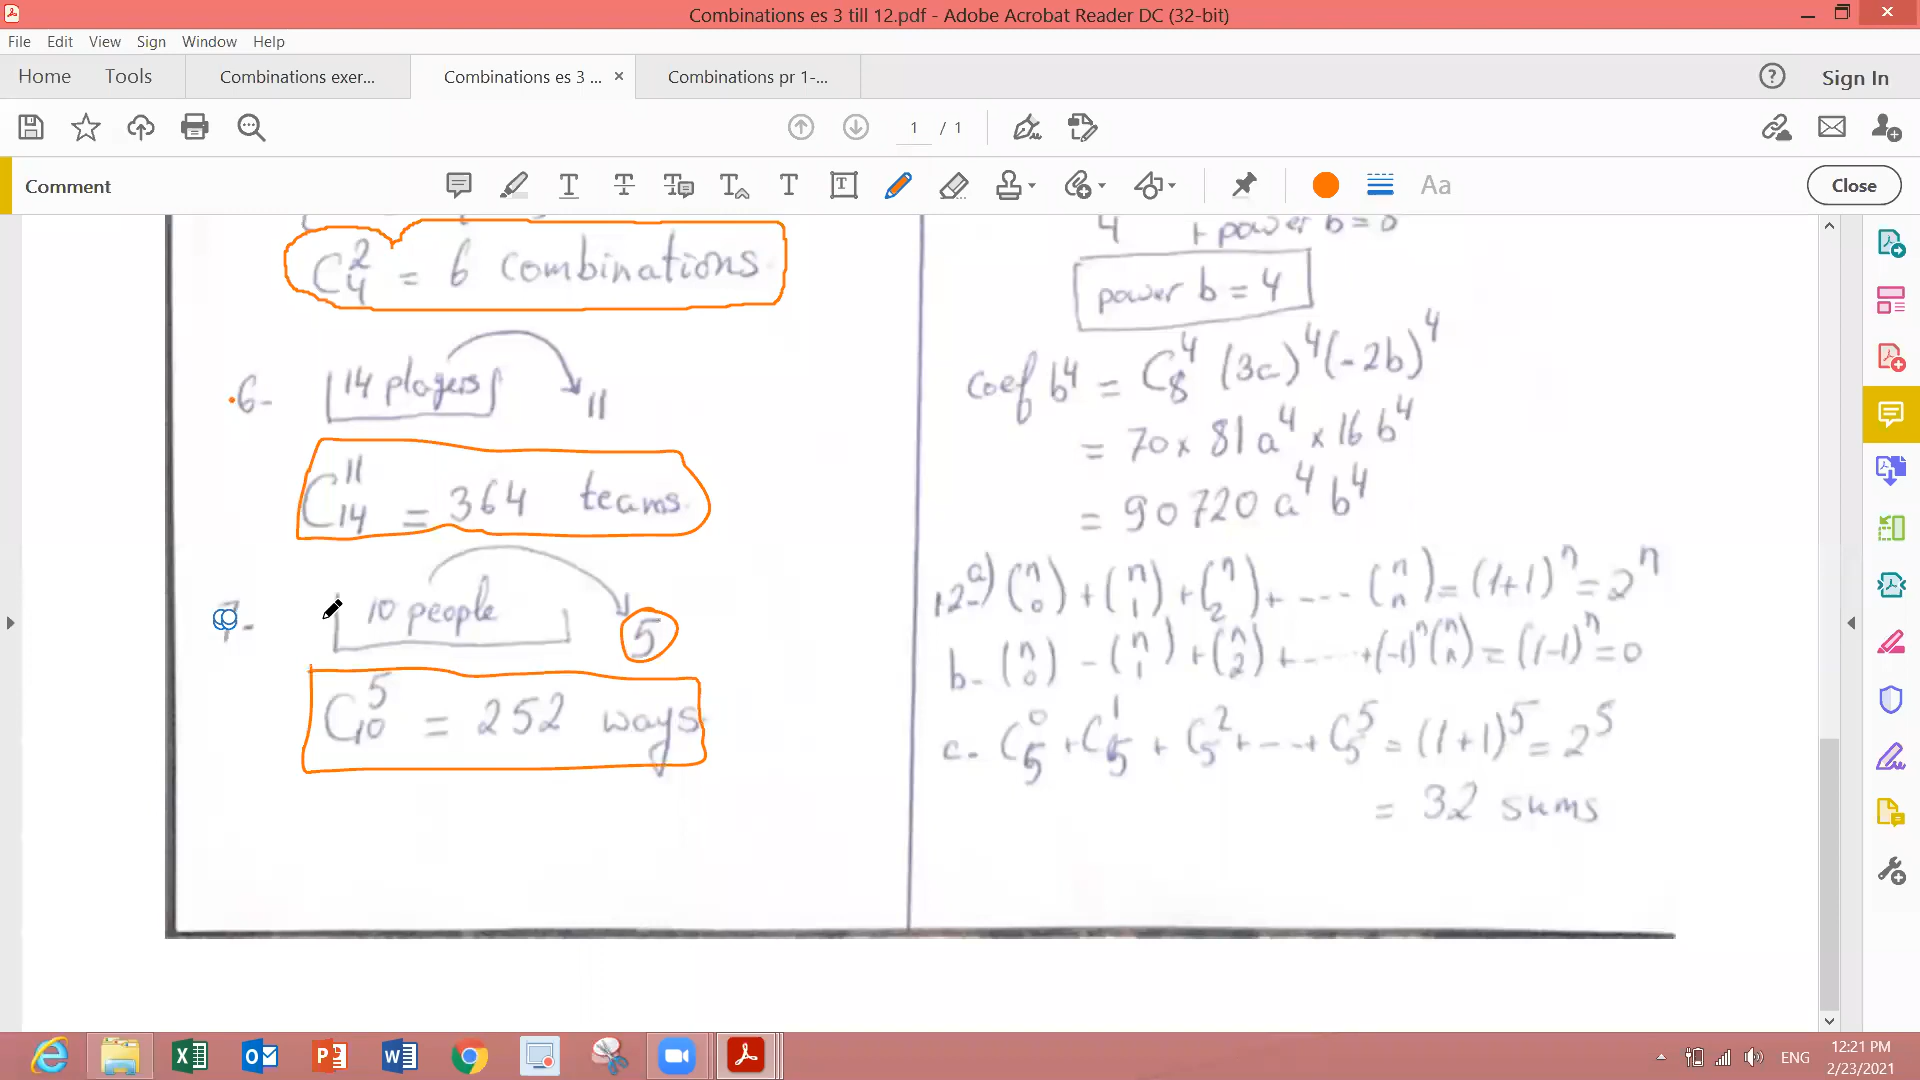 Combinations es 3 till 12.pdf - Adobe Acrobat Reader DC (32-bit)
File Edit View Sign Window Help
Home Tools Combinations exer... Combinations es 3 ... × Combinations pr 1-... Sign In
1 / 1
Comment Aa Close
C₄² = 6 combinations.
6- 14 players 11
C₁₄¹¹ = 364 teams.
7- 10 people 5
C₁₀⁵ = 252 ways
4 + power b = 8
power b = 4
coef b⁴ = C₈⁴ (3a)⁴(-2b)⁴
= 70 x 81 a⁴ x 16 b⁴
= 90720 a⁴ b⁴
12-a) (n 0) + (n 1) + (n 2) + ---- (n n) = (1+1)ⁿ = 2ⁿ
b- (n 0) - (n 1) + (n 2) + ---- + (-1)ⁿ (n n) = (1-1)ⁿ = 0
c. C₅⁰ + C₅¹ + C₅² + --- + C₅⁵ = (1+1)⁵ = 2⁵
= 32 sums
ENG
12:21 PM
2/23/2021